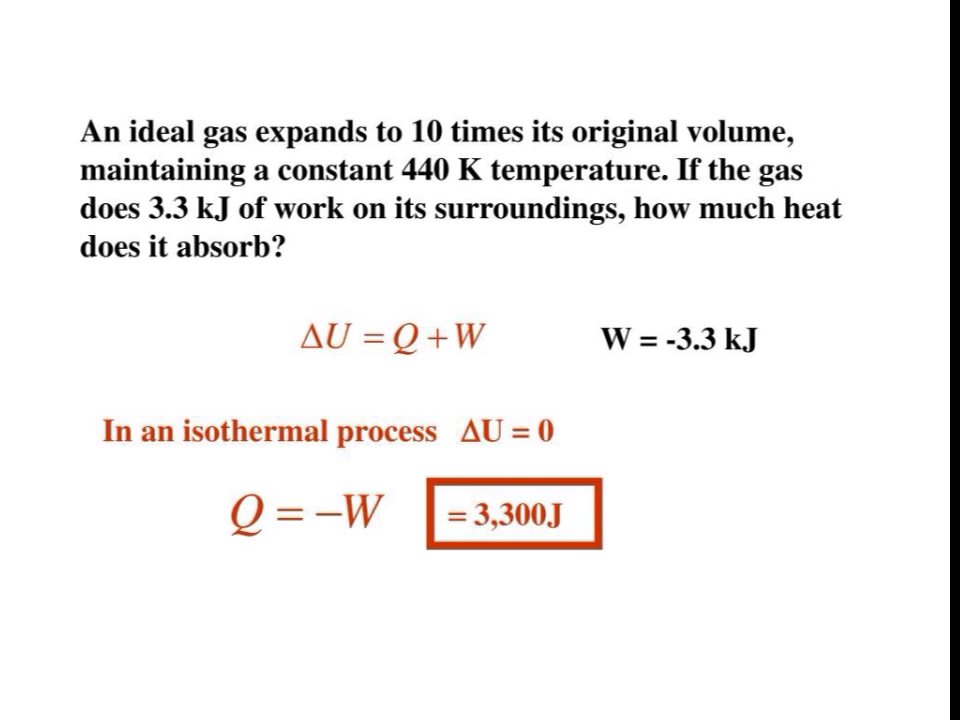 An ideal gas expands to 10 times its original volume,
maintaining a constant 440 K temperature. If the gas
does 3.3 kJ of work on its surroundings, how much heat
does it absorb?
ΔU = Q + W W = -3.3 kJ
In an isothermal process ΔU = 0
Q = −W = 3,300J